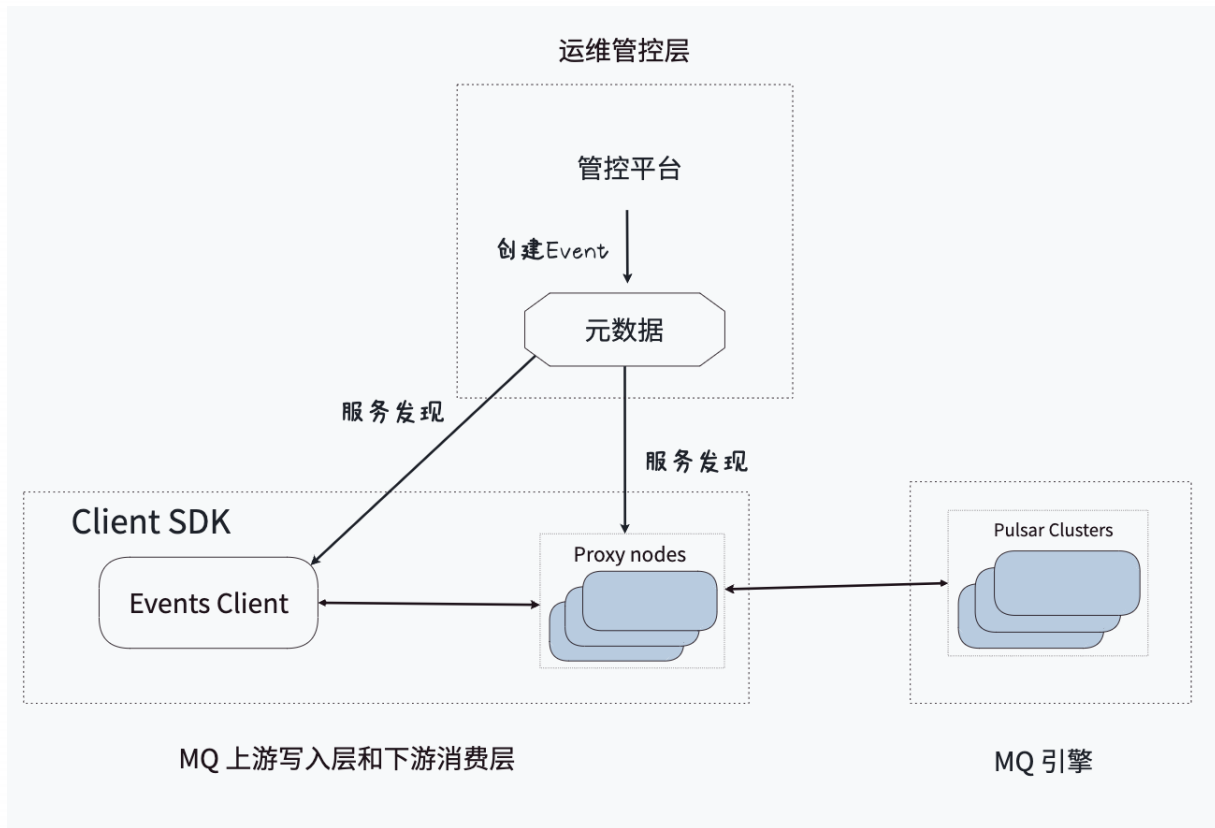 运维管控层
管控平台
创建Event
元数据
服务发现
服务发现
Client SDK
Events Client
Proxy nodes
Pulsar Clusters
MQ 上游写入层和下游消费层
MQ 引擎